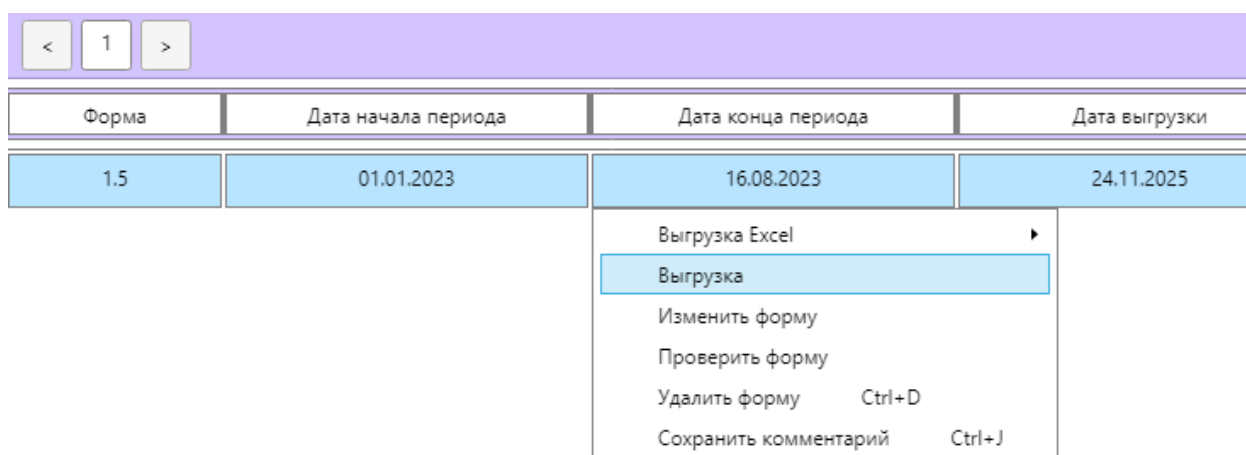 < 1 >
Форма Дата начала периода Дата конца периода Дата выгрузки
1.5 01.01.2023 16.08.2023 24.11.2025
Выгрузка Excel
Выгрузка
Изменить форму
Проверить форму
Удалить форму Ctrl+D
Сохранить комментарий Ctrl+J